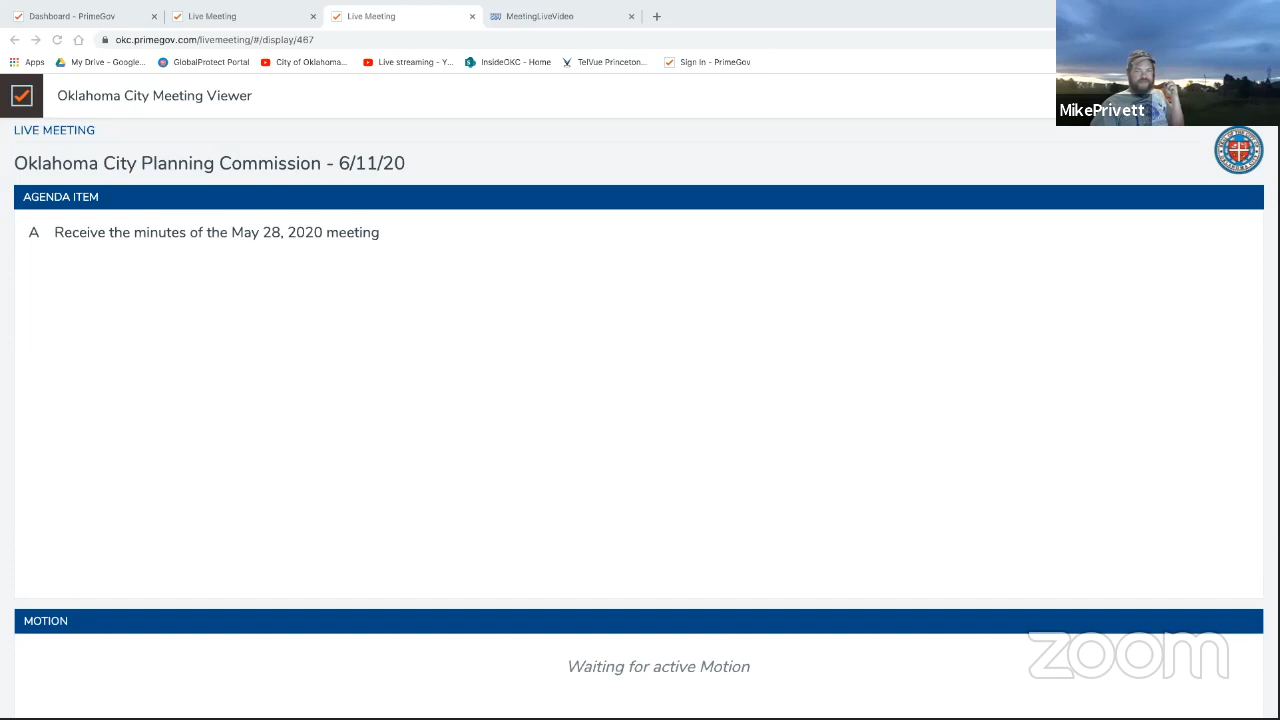 Dashboard - PrimeGov
Live Meeting
Live Meeting
MeetingLiveVideo
okc.primegov.com/livemeeting/#/display/467
Apps
My Drive - Google...
GlobalProtect Portal
City of Oklahoma...
Live streaming - Y...
InsideOKC - Home
TelVue Princeton...
Sign In - PrimeGov
Oklahoma City Meeting Viewer
MikePrivett
LIVE MEETING
Oklahoma City Planning Commission - 6/11/20
AGENDA ITEM
A Receive the minutes of the May 28, 2020 meeting
MOTION
Waiting for active Motion
zoom